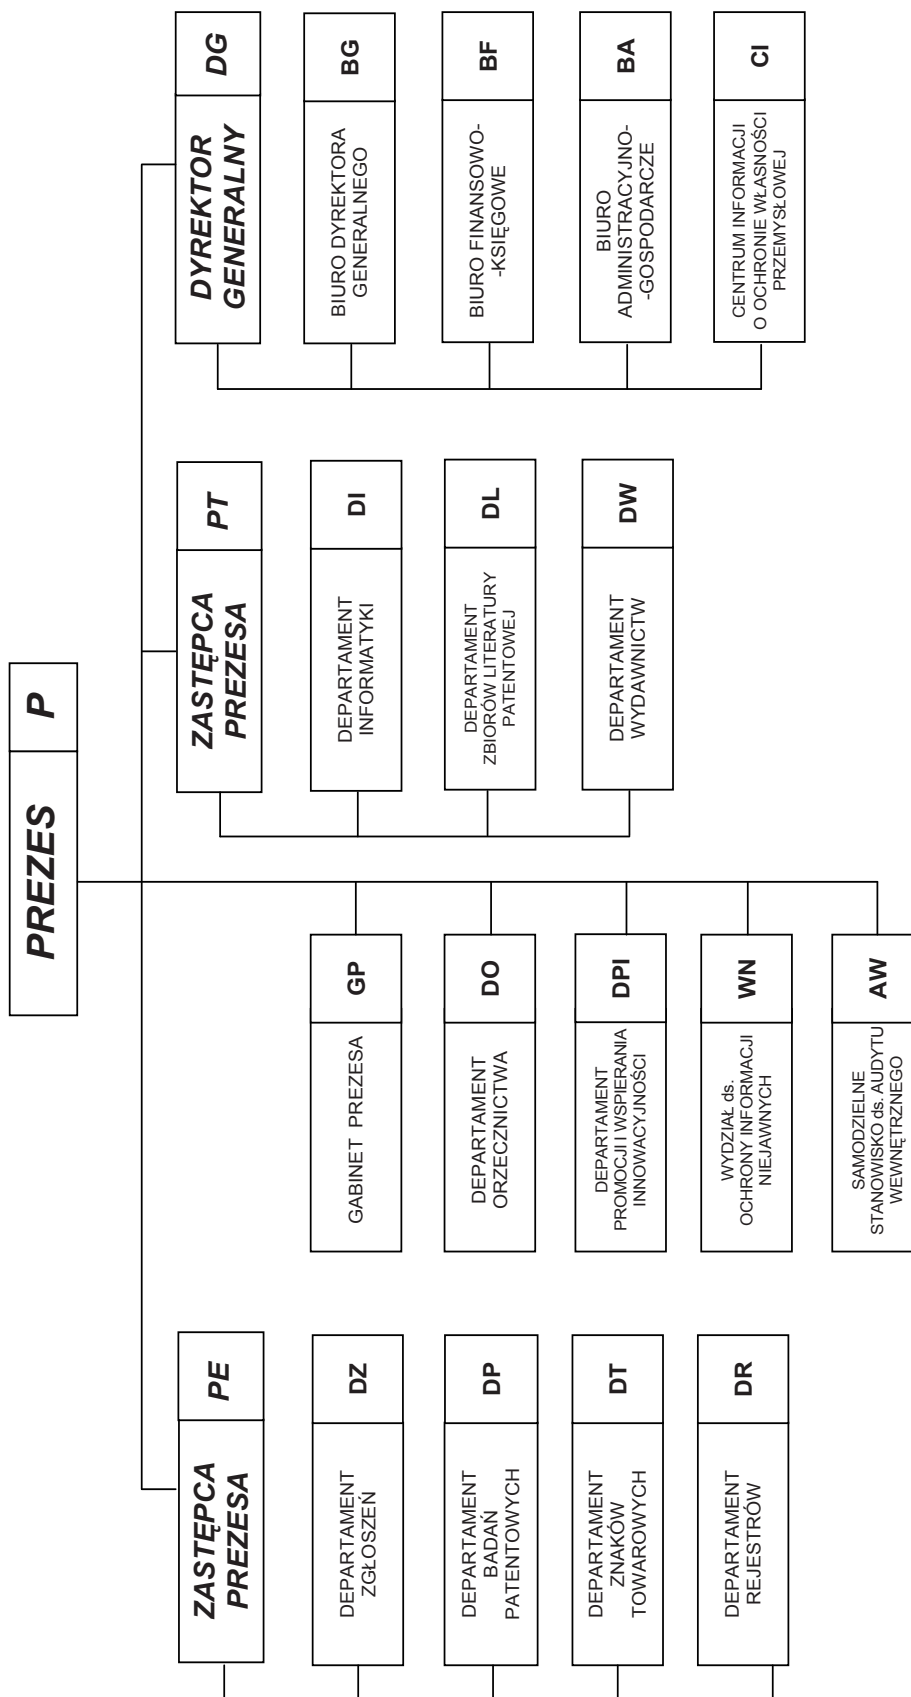 PREZES
P
ZASTĘPCA
PREZESA
PE
DEPARTAMENT
ZGŁOSZEŃ
DZ
DEPARTAMENT
BADAŃ
PATENTOWYCH
DP
DEPARTAMENT
ZNAKÓW
TOWAROWYCH
DT
DEPARTAMENT
REJESTRÓW
DR
GABINET PREZESA
GP
DEPARTAMENT
ORZECZNICTWA
DO
DEPARTAMENT
PROMOCJI I WSPIERANIA
INNOWACYJNOŚCI
DPI
WYDZIAŁ ds.
OCHRONY INFORMACJI
NIEJAWNYCH
WN
SAMODZIELNE
STANOWISKO ds. AUDYTU
WEWNĘTRZNEGO
AW
ZASTĘPCA
PREZESA
PT
DEPARTAMENT
INFORMATYKI
DI
DEPARTAMENT
ZBIORÓW LITERATURY
PATENTOWEJ
DL
DEPARTAMENT
WYDAWNICTW
DW
DYREKTOR
GENERALNY
DG
BIURO DYREKTORA
GENERALNEGO
BG
BIURO FINANSOWO-
-KSIĘGOWE
BF
BIURO
ADMINISTRACYJNO-
-GOSPODARCZE
BA
CENTRUM INFORMACJI
O OCHRONIE WŁASNOŚCI
PRZEMYSŁOWEJ
CI